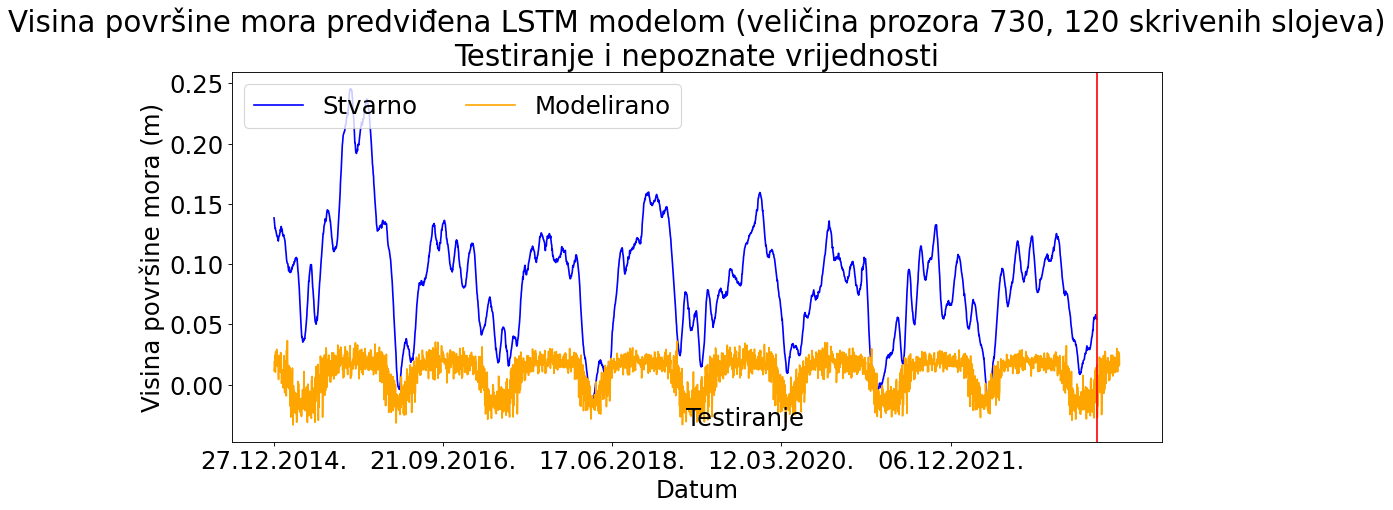 Visina površine mora predviđena LSTM modelom (veličina prozora 730, 120 skrivenih slojeva)
Testiranje i nepoznate vrijednosti
Stvarno
Modelirano
Visina površine mora (m)
0.25
0.20
0.15
0.10
0.05
0.00
Testiranje
27.12.2014.
21.09.2016.
17.06.2018.
12.03.2020.
06.12.2021.
Datum